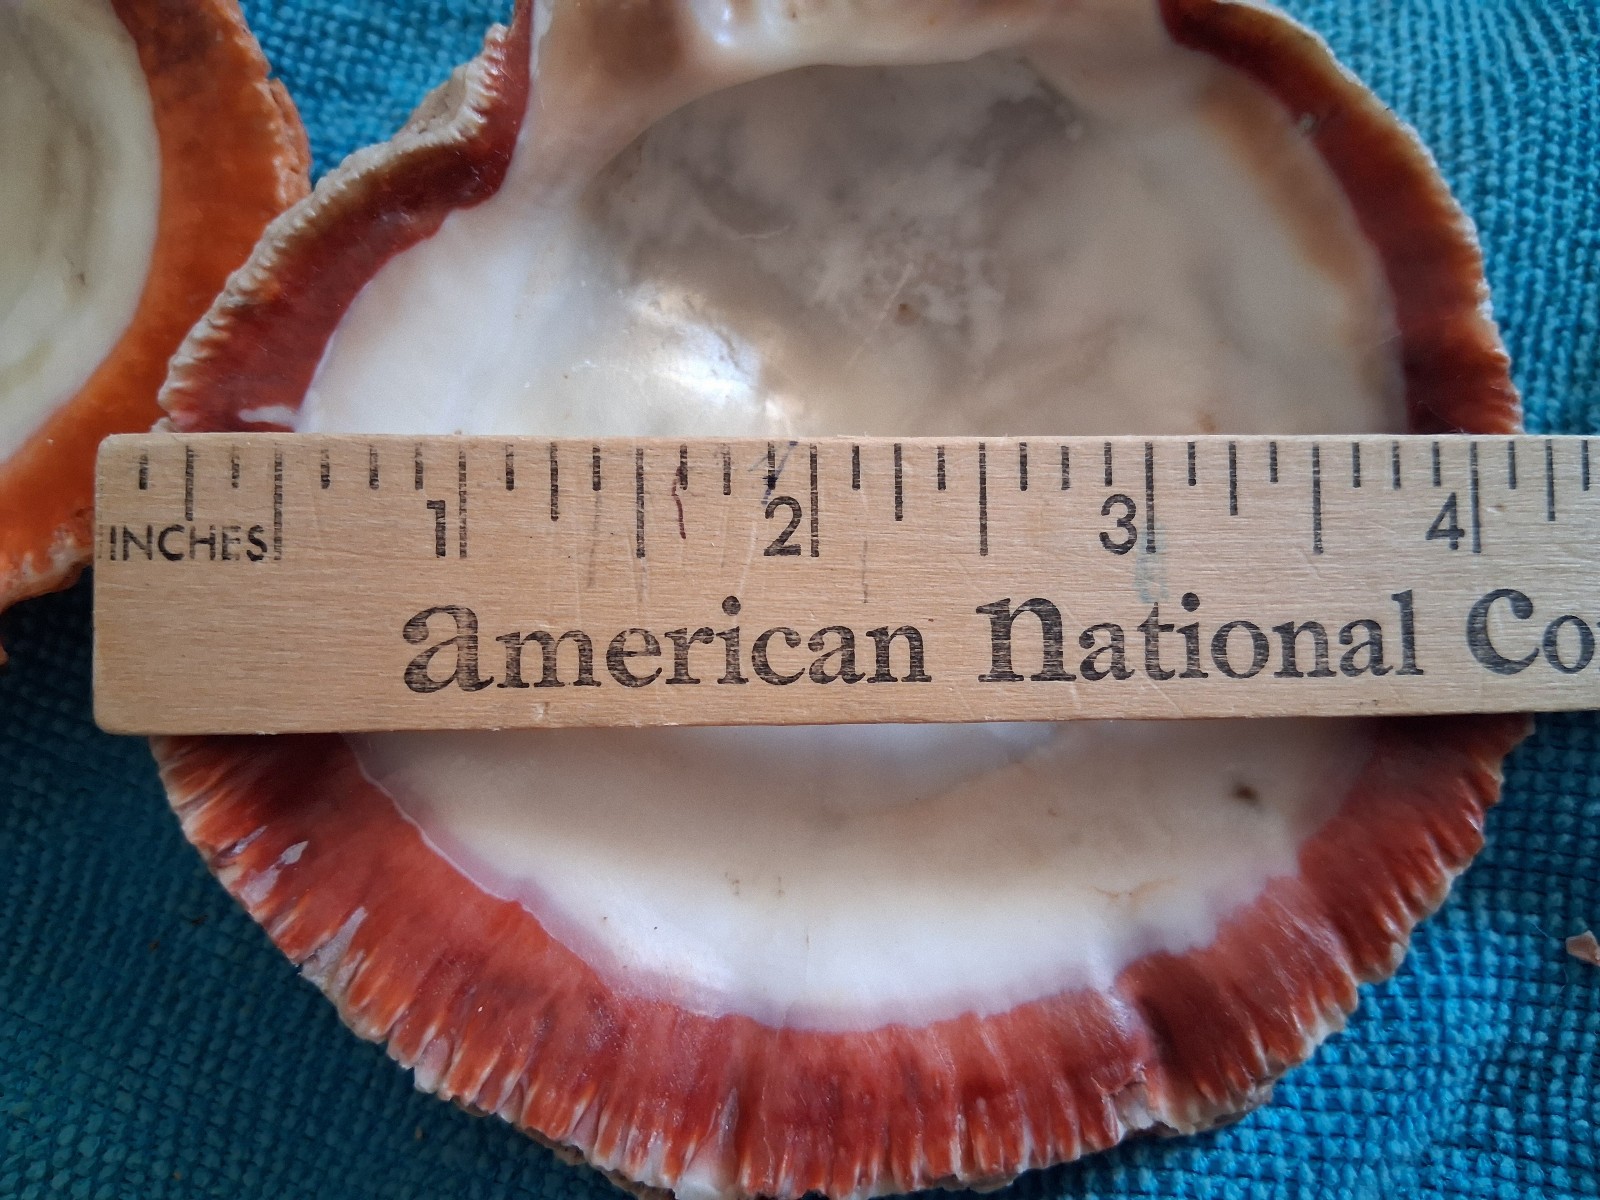 1 2 3 4
INCHES
american national co